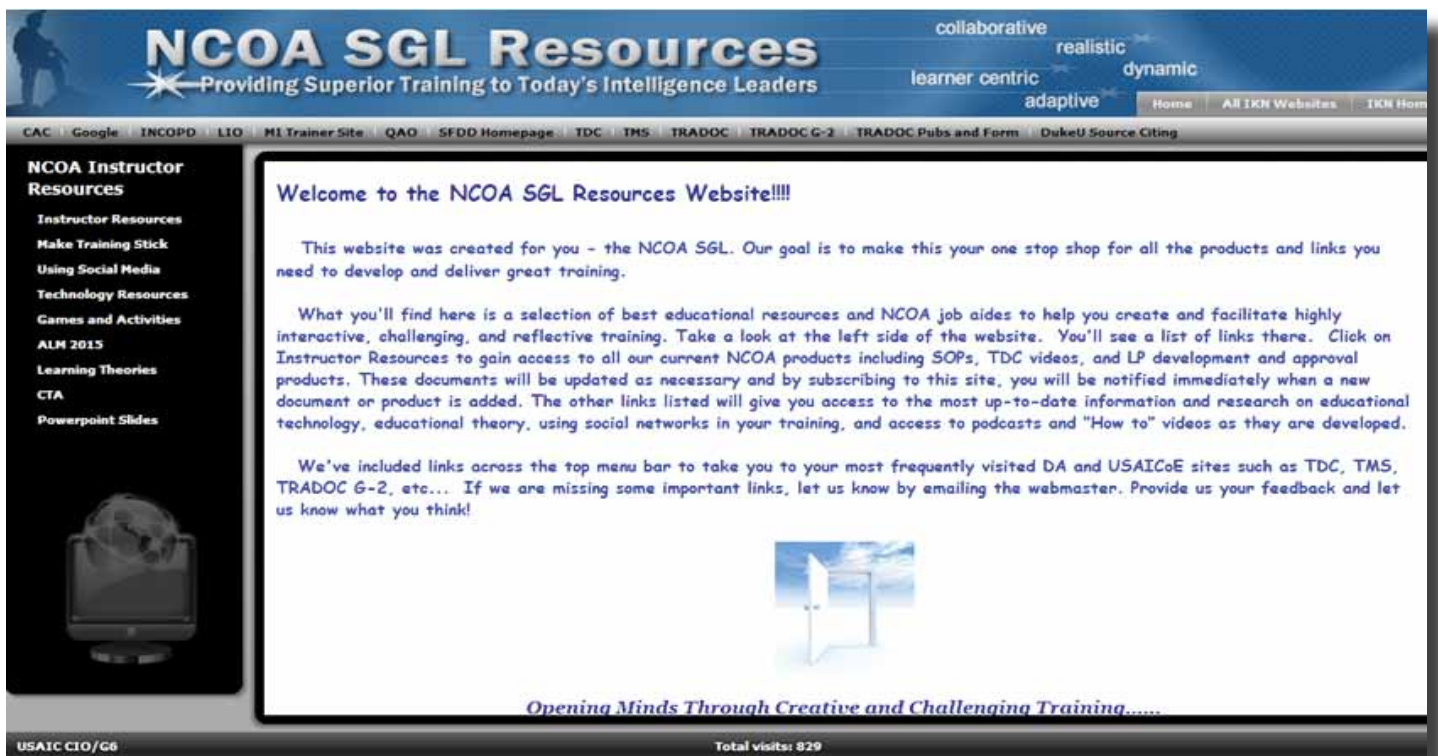 NCOA SGL Resources
Providing Superior Training to Today's Intelligence Leaders
collaborative
realistic
dynamic
learner centric
adaptive
Home All IKN Websites IKN Hom
CAC Google INCOPD LIO MI Trainer Site QAO SFDD Homepage TDC TMS TRADOC TRADOC G-2 TRADOC Pubs and Form DukeU Source Citing
NCOA Instructor
Resources
Instructor Resources
Make Training Stick
Using Social Media
Technology Resources
Games and Activities
ALM 2015
Learning Theories
CTA
Powerpoint Slides
Welcome to the NCOA SGL Resources Website!!!!
This website was created for you - the NCOA SGL. Our goal is to make this your one stop shop for all the products and links you
need to develop and deliver great training.
What you'll find here is a selection of best educational resources and NCOA job aides to help you create and facilitate highly
interactive, challenging, and reflective training. Take a look at the left side of the website. You'll see a list of links there. Click on
Instructor Resources to gain access to all our current NCOA products including SOPs, TDC videos, and LP development and approval
products. These documents will be updated as necessary and by subscribing to this site, you will be notified immediately when a new
document or product is added. The other links listed will give you access to the most up-to-date information and research on educational
technology, educational theory, using social networks in your training, and access to podcasts and "How to" videos as they are developed.
We've included links across the top menu bar to take you to your most frequently visited DA and USAICoE sites such as TDC, TMS,
TRADOC G-2, etc... If we are missing some important links, let us know by emailing the webmaster. Provide us your feedback and let
us know what you think!
Opening Minds Through Creative and Challenging Training......
USAIC CIO/G6
Total visits: 829